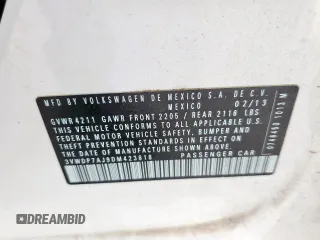 MFD BY VOLKSWAGEN DE MEXICO S.A. DE C.V.
MEXICO 02/13
GVWR 4211 GAWR FRONT 2205 / REAR 2116 LBS
THIS VEHICLE CONFORMS TO ALL APPLICABLE
FEDERAL MOTOR VEHICLE SAFETY, BUMPER AND
THEFT PREVENTION STANDARDS IN EFFECT ON
THE DATE OF MANUFACTURE SHOWN ABOVE
3VWDP7AJ9DM423618 PASSENGER CAR